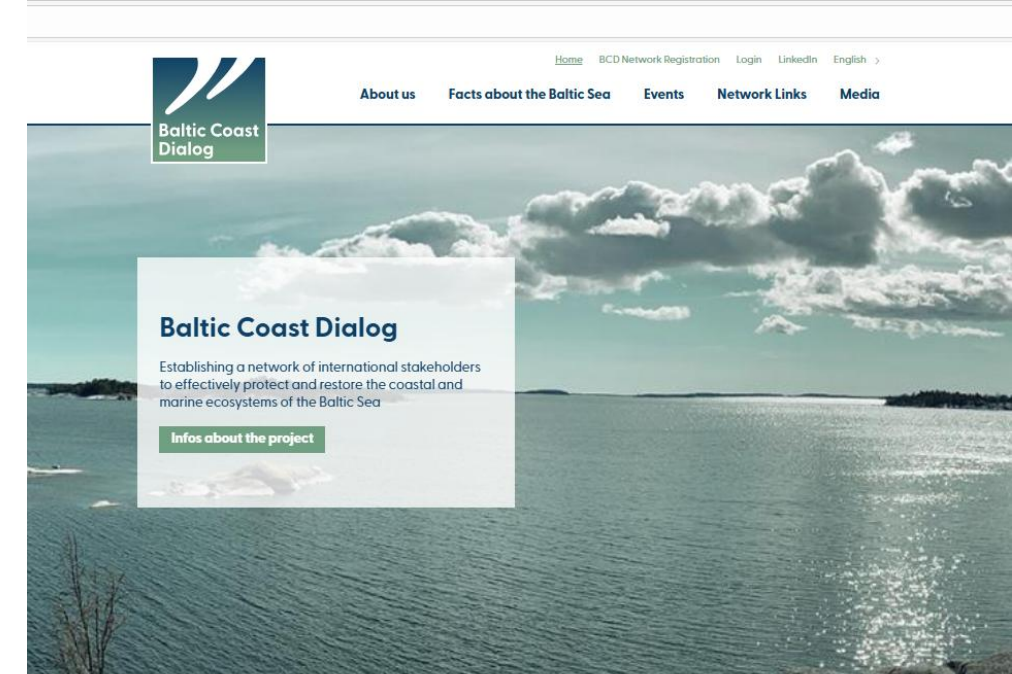 Home BCD Network Registration Login LinkedIn English >
About us Facts about the Baltic Sea Events Network Links Media
Baltic Coast
Dialog
Baltic Coast Dialog
Establishing a network of international stakeholders
to effectively protect and restore the coastal and
marine ecosystems of the Baltic Sea
Infos about the project